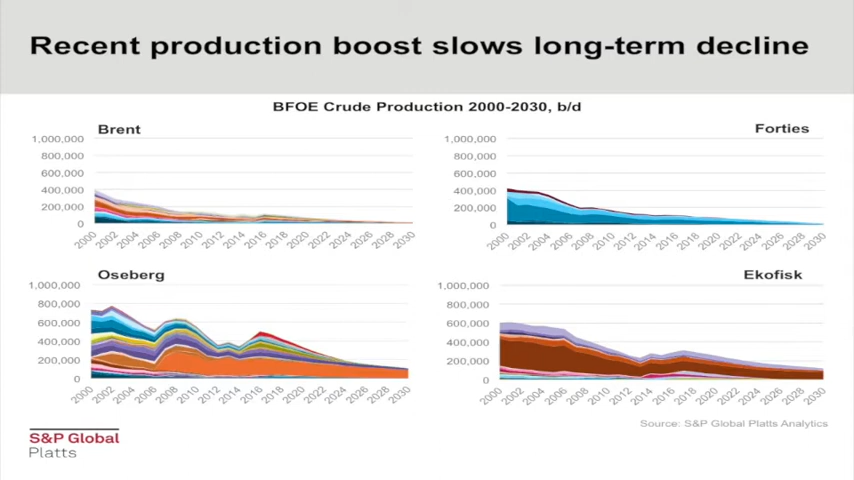 Recent production boost slows long-term decline
BFOE Crude Production 2000-2030, b/d
Brent
1,000,000
800,000
600,000
400,000
200,000
0
2000 2002 2004 2006 2008 2010 2012 2014 2016 2018 2020 2022 2024 2026 2028 2030
Forties
1,000,000
800,000
600,000
400,000
200,000
0
2000 2002 2004 2006 2008 2010 2012 2014 2016 2018 2020 2022 2024 2026 2028 2030
Oseberg
1,000,000
800,000
600,000
400,000
200,000
0
2000 2002 2004 2006 2008 2010 2012 2014 2016 2018 2020 2022 2024 2026 2028 2030
Ekofisk
1,000,000
800,000
600,000
400,000
200,000
0
2000 2002 2004 2006 2008 2010 2012 2014 2016 2018 2020 2022 2024 2026 2028 2030
Source: S&P Global Platts Analytics
S&P Global
Platts